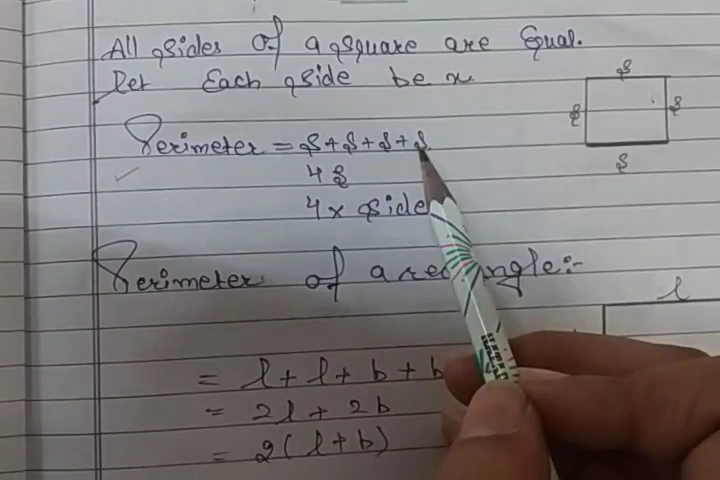 All sides of a square are Equal.
Let Each side be x
S
S
S
S
Perimeter = S + S + S + S
4 S
4 x side
Perimeter of a rectangle :-
l
= l + l + b + b
= 2l + 2b
= 2 ( l + b )